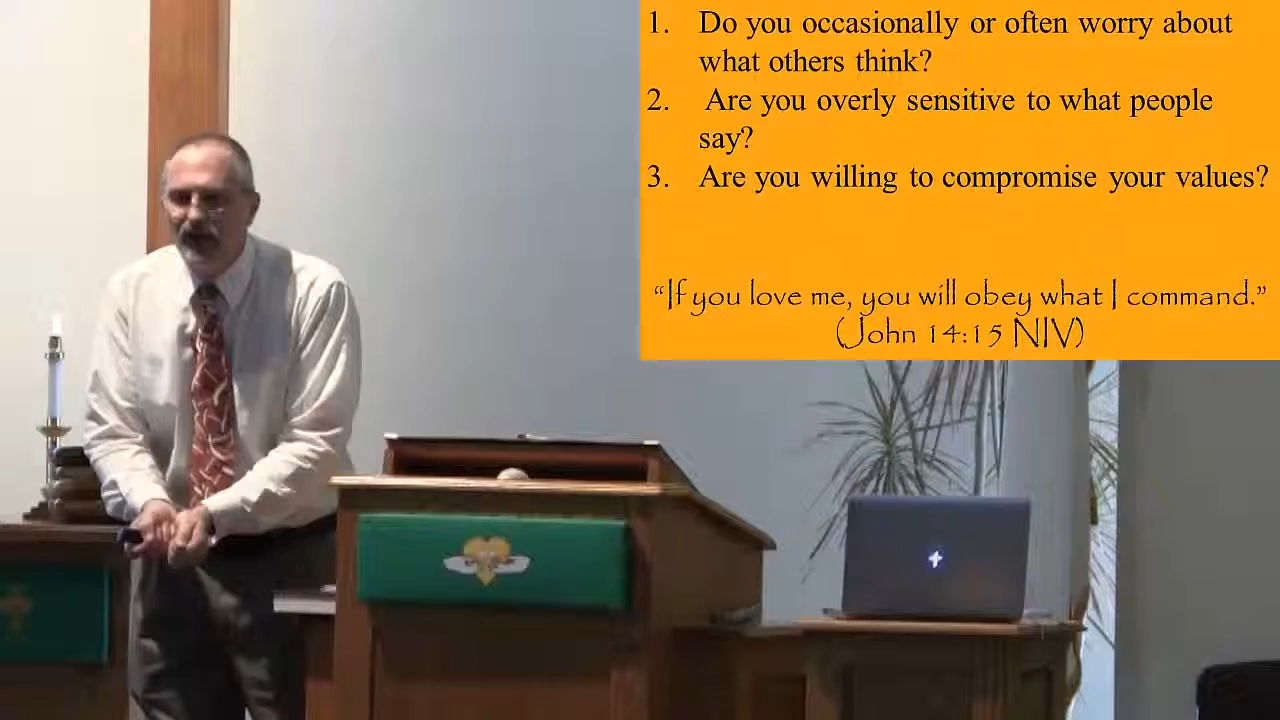 1. Do you occasionally or often worry about
what others think?
2. Are you overly sensitive to what people
say?
3. Are you willing to compromise your values?
“If you love me, you will obey what I command.”
(John 14:15 NIV)